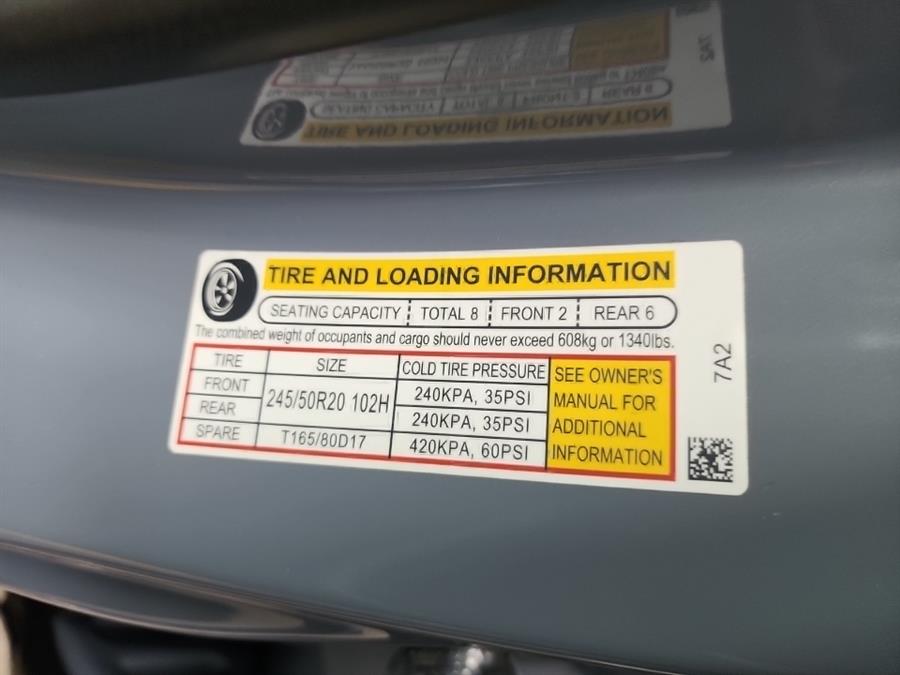 TIRE AND LOADING INFORMATION
SEATING CAPACITY TOTAL 8 FRONT 2 REAR 6
The combined weight of occupants and cargo should never exceed 608kg or 1340lbs.
TIRE SIZE COLD TIRE PRESSURE
FRONT 245/50R20 102H 240KPA, 35PSI
REAR 240KPA, 35PSI
SPARE T165/80D17 420KPA, 60PSI
SEE OWNER'S
MANUAL FOR
ADDITIONAL
INFORMATION
7A2